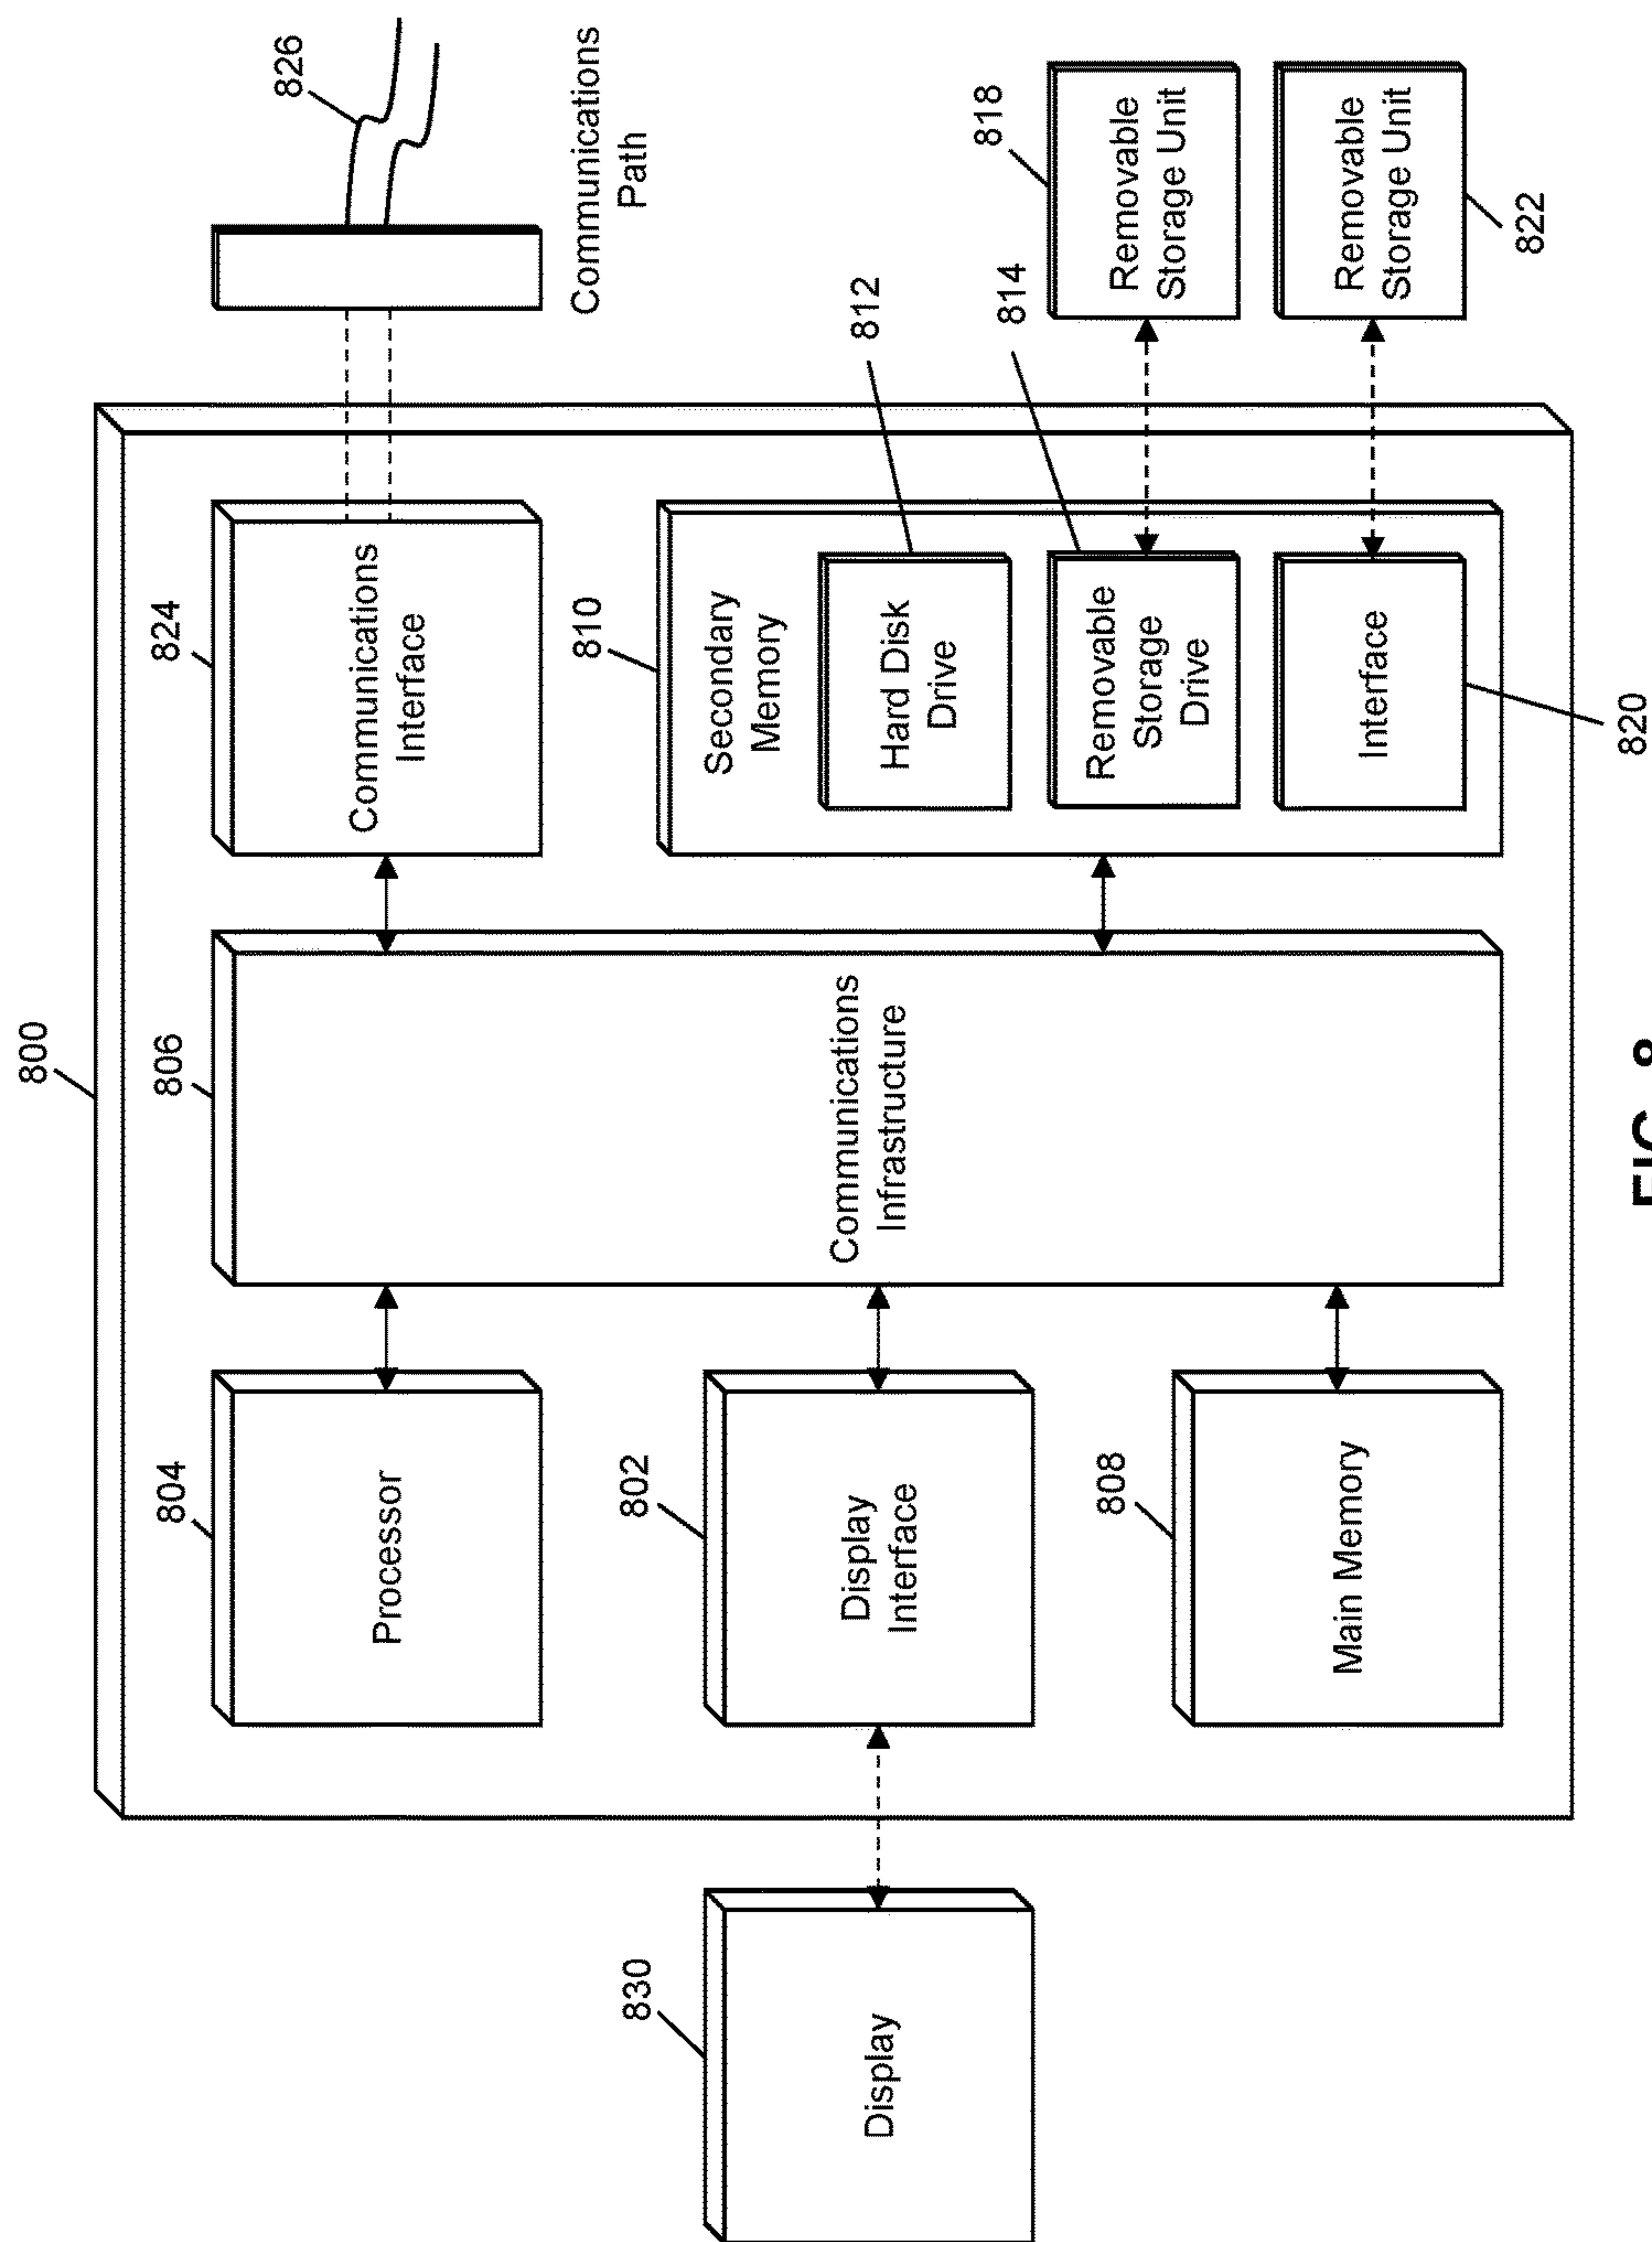 800
804
Processor
830
Display
802
Display
Interface
808
Main Memory
806
Communications
Infrastructure
824
Communications
Interface
810
Secondary
Memory
812
Hard Disk
Drive
814
Removable
Storage
Drive
820
Interface
826
Communications
Path
818
Removable
Storage Unit
822
Removable
Storage Unit
FIG. 8